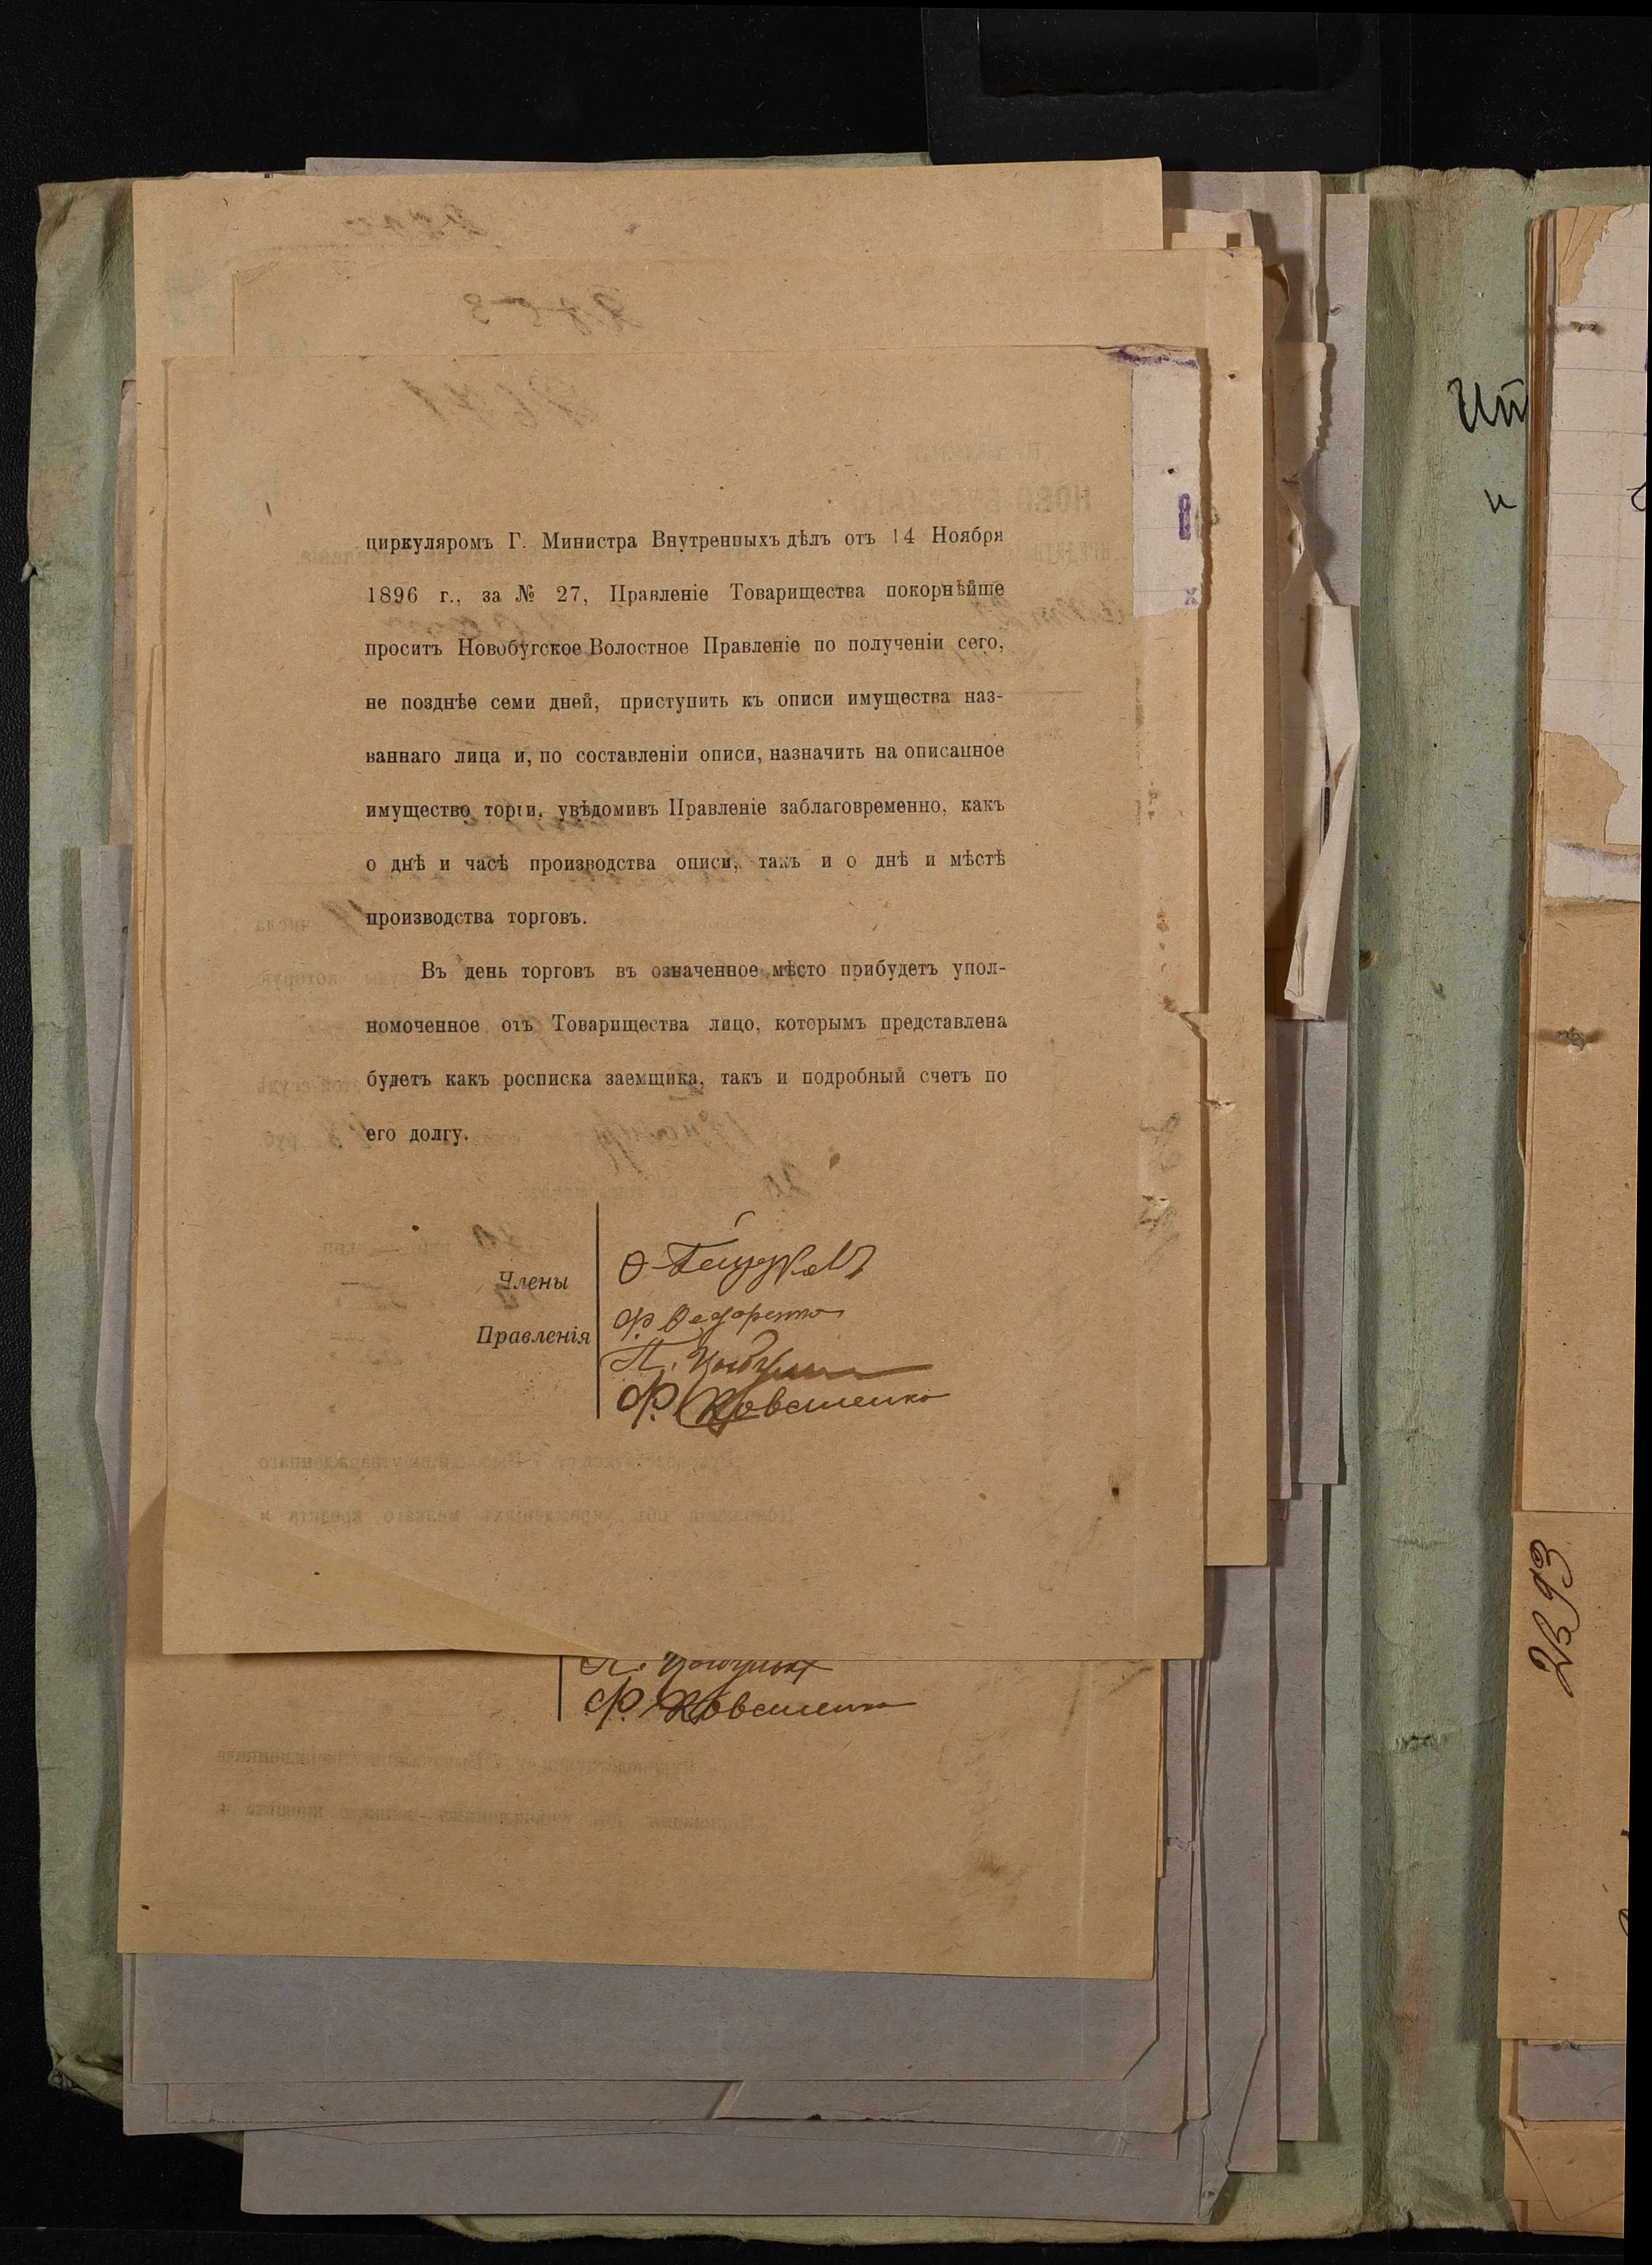 циркуляромъ Г. Министра Внутреннихъ дѣлъ отъ 14 Ноября
1896 г., за № 27, Правленіе Товарищества покорнѣйше
проситъ Новобугское Волостное Правленіе по полученіи сего,
не позднѣе семи дней, приступить къ описи имущества наз-
ваннаго лица и, по составленіи описи, назначить на описанное
имущество торги, увѣдомивъ Правленіе заблаговременно, какъ
о днѣ и часѣ производства описи, такъ и о днѣ и мѣстѣ
производства торговъ.
Въ день торговъ въ означенное мѣсто прибудетъ упол-
номоченное отъ Товарищества лицо, которымъ представлена
будетъ какъ росписка заемщика, такъ и подробный счетъ по
его долгу.
Члены
Правленія
Ф. Федоренко
Ф. Ковтшенко
Ф. Ковтшенко